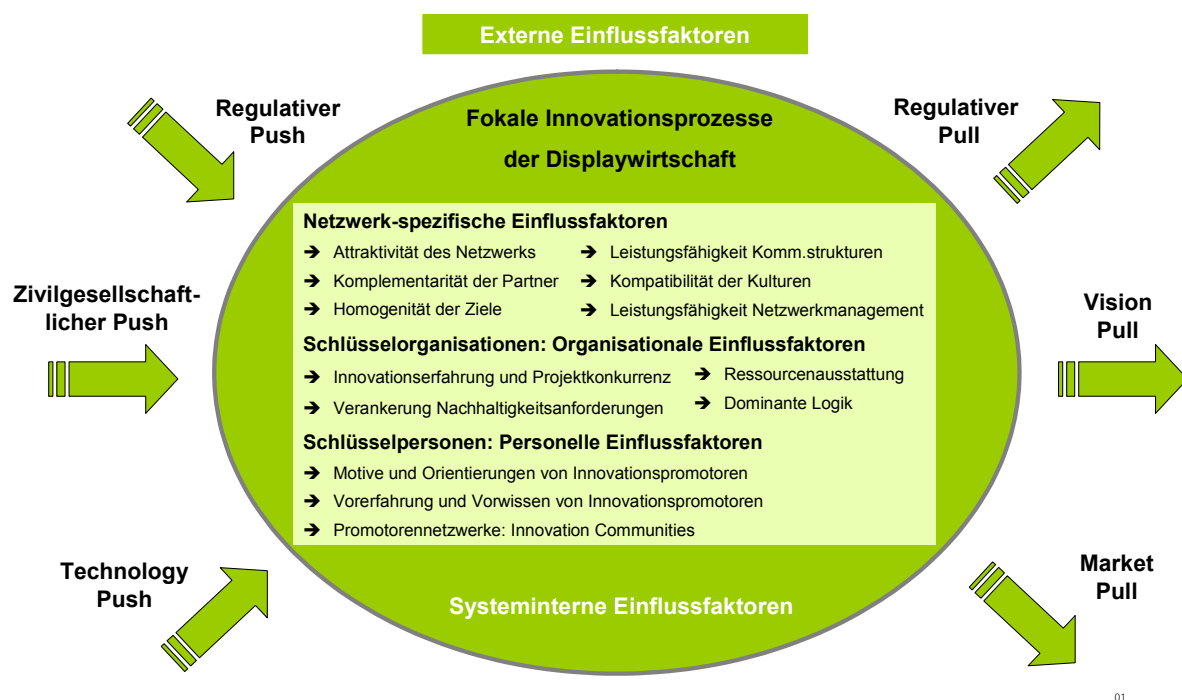 Externe Einflussfaktoren
Regulativer
Push
Fokale Innovationsprozesse
der Displaywirtschaft
Regulativer
Pull
Netzwerk-spezifische Einflussfaktoren
➔ Attraktivität des Netzwerks ➔ Leistungsfähigkeit Komm.strukturen
➔ Komplementarität der Partner ➔ Kompatibilität der Kulturen
➔ Homogenität der Ziele ➔ Leistungsfähigkeit Netzwerkmanagement
Zivilgesellschaft-
licher Push
Vision
Pull
Schlüsselorganisationen: Organisationale Einflussfaktoren
➔ Innovationserfahrung und Projektkonkurrenz ➔ Ressourcenausstattung
➔ Verankerung Nachhaltigkeitsanforderungen ➔ Dominante Logik
Schlüsselpersonen: Personelle Einflussfaktoren
➔ Motive und Orientierungen von Innovationspromotoren
➔ Vorerfahrung und Vorwissen von Innovationspromotoren
➔ Promotorennetzwerke: Innovation Communities
Technology
Push
Market
Pull
Systeminterne Einflussfaktoren
01